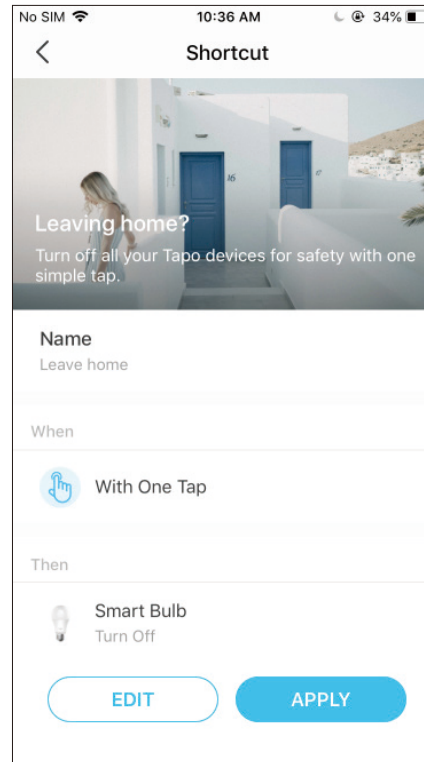 No SIM 10:36 AM 34%
Shortcut
16
Leaving home?
Turn off all your Tapo devices for safety with one
simple tap.
Name
Leave home
When
With One Tap
Then
Smart Bulb
Turn Off
EDIT APPLY